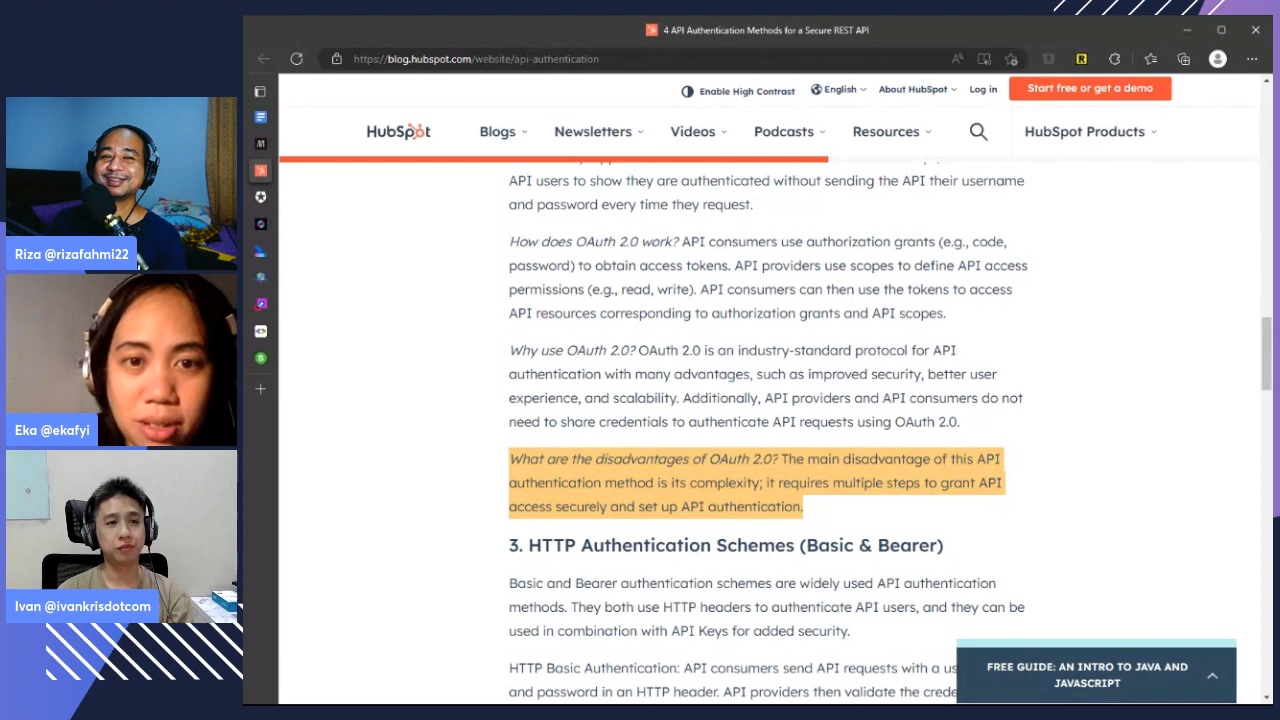 4 API Authentication Methods for a Secure REST API
https://blog.hubspot.com/website/api-authentication
Enable High Contrast
English
About HubSpot
Log in
Start free or get a demo
HubSpot
Blogs
Newsletters
Videos
Podcasts
Resources
HubSpot Products
API users to show they are authenticated without sending the API their username
and password every time they request.
How does OAuth 2.0 work? API consumers use authorization grants (e.g., code,
password) to obtain access tokens. API providers use scopes to define API access
permissions (e.g., read, write). API consumers can then use the tokens to access
API resources corresponding to authorization grants and API scopes.
Why use OAuth 2.0? OAuth 2.0 is an industry-standard protocol for API
authentication with many advantages, such as improved security, better user
experience, and scalability. Additionally, API providers and API consumers do not
need to share credentials to authenticate API requests using OAuth 2.0.
What are the disadvantages of OAuth 2.0? The main disadvantage of this API
authentication method is its complexity; it requires multiple steps to grant API
access securely and set up API authentication.
3. HTTP Authentication Schemes (Basic & Bearer)
Basic and Bearer authentication schemes are widely used API authentication
methods. They both use HTTP headers to authenticate API users, and they can be
used in combination with API Keys for added security.
HTTP Basic Authentication: API consumers send API requests with a us
and password in an HTTP header. API providers then validate the crede
FREE GUIDE: AN INTRO TO JAVA AND
JAVASCRIPT
Riza @rizafahmi22
Eka @ekafyi
Ivan @ivankrisdotcom